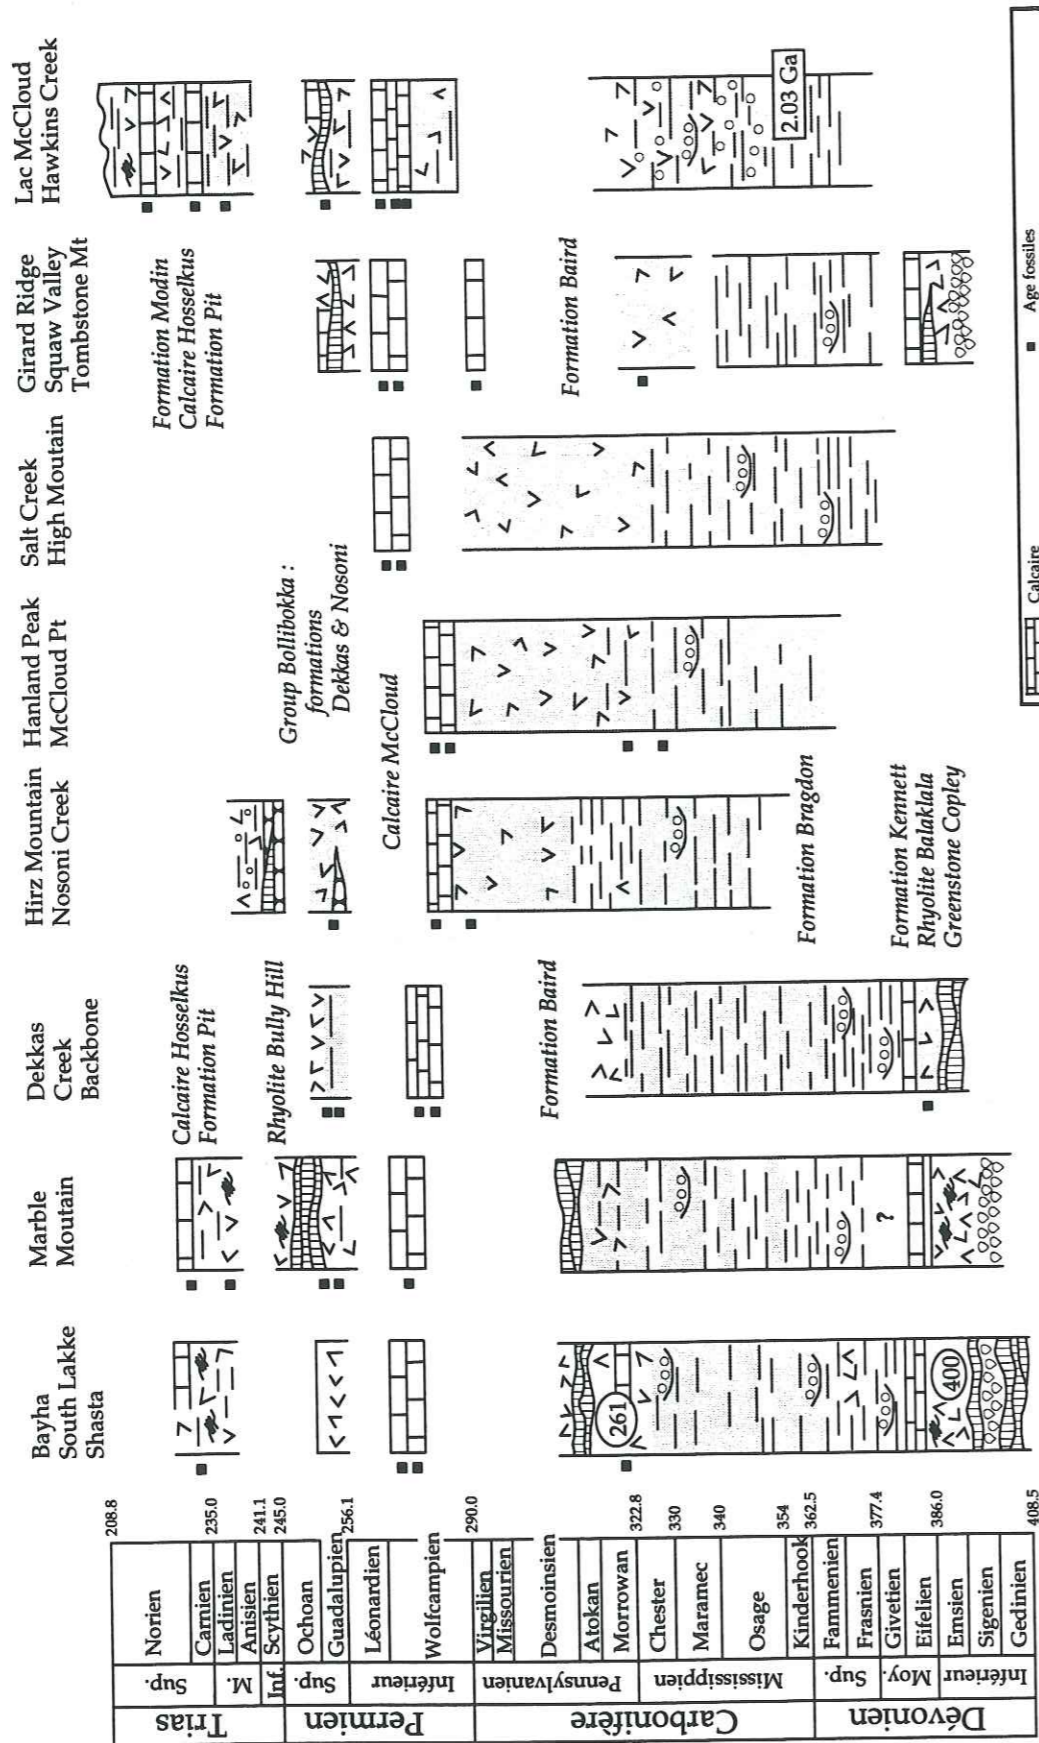 Bayha
South Lakke
Shasta
Marble
Moutain
Dekkas
Creek
Backbone
Hirz Mountain
Nosoni Creek
Hanland Peak
McCloud Pt
Salt Creek
High Moutain
Girard Ridge
Squaw Valley
Tombstone Mt
Lac McCloud
Hawkins Creek
Trias
Sup.
M.
Inf.
Norien
Carnien
Ladinien
Anisien
Scythien
208.8
235.0
241.1
245.0
Permien
Sup.
Inférieur
Ochoan
Guadalupien
Léonardien
Wolfcampien
256.1
290.0
Carbonifère
Pennsylvanien
Mississippien
Virgilien
Missourien
Desmoinsien
Atokan
Morrowan
Chester
Maranec
Osage
Kinderhook
322.8
330
340
354
362.5
Dévonien
Sup.
Moy.
Inférieur
Fammenien
Frasnien
Givetien
Eifelien
Emsien
Sigenien
Gedinien
377.4
386.0
408.5
261
400
?
Calcaire Hosselkus
Formation Pit
Rhyolite Bully Hill
Formation Baird
Group Bollibokka :
formations
Dekkas & Nosoni
Calcaire McCloud
Formation Bragdon
Formation Kennett
Rhyolite Balaklala
Greenstone Copley
Formation Modin
Calcaire Hosselkus
Formation Pit
Formation Baird
2.03 Ga
Calcaire
Age fossiles